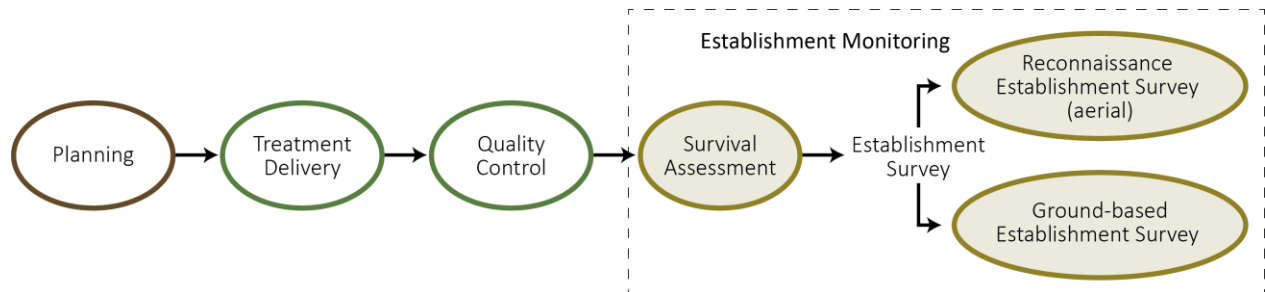 Establishment Monitoring
Planning
Treatment
Delivery
Quality
Control
Survival
Assessment
Establishment
Survey
Reconnaissance
Establishment Survey
(aerial)
Ground-based
Establishment Survey